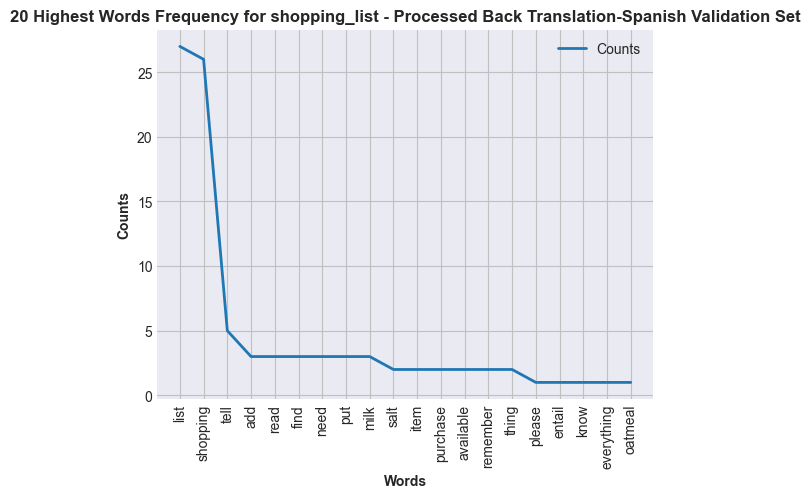 20 Highest Words Frequency for shopping_list - Processed Back Translation-Spanish Validation Set
Counts
25
20
15
10
5
0
Counts
list
shopping
tell
add
read
find
need
put
milk
salt
item
purchase
available
remember
thing
please
entail
know
everything
oatmeal
Words